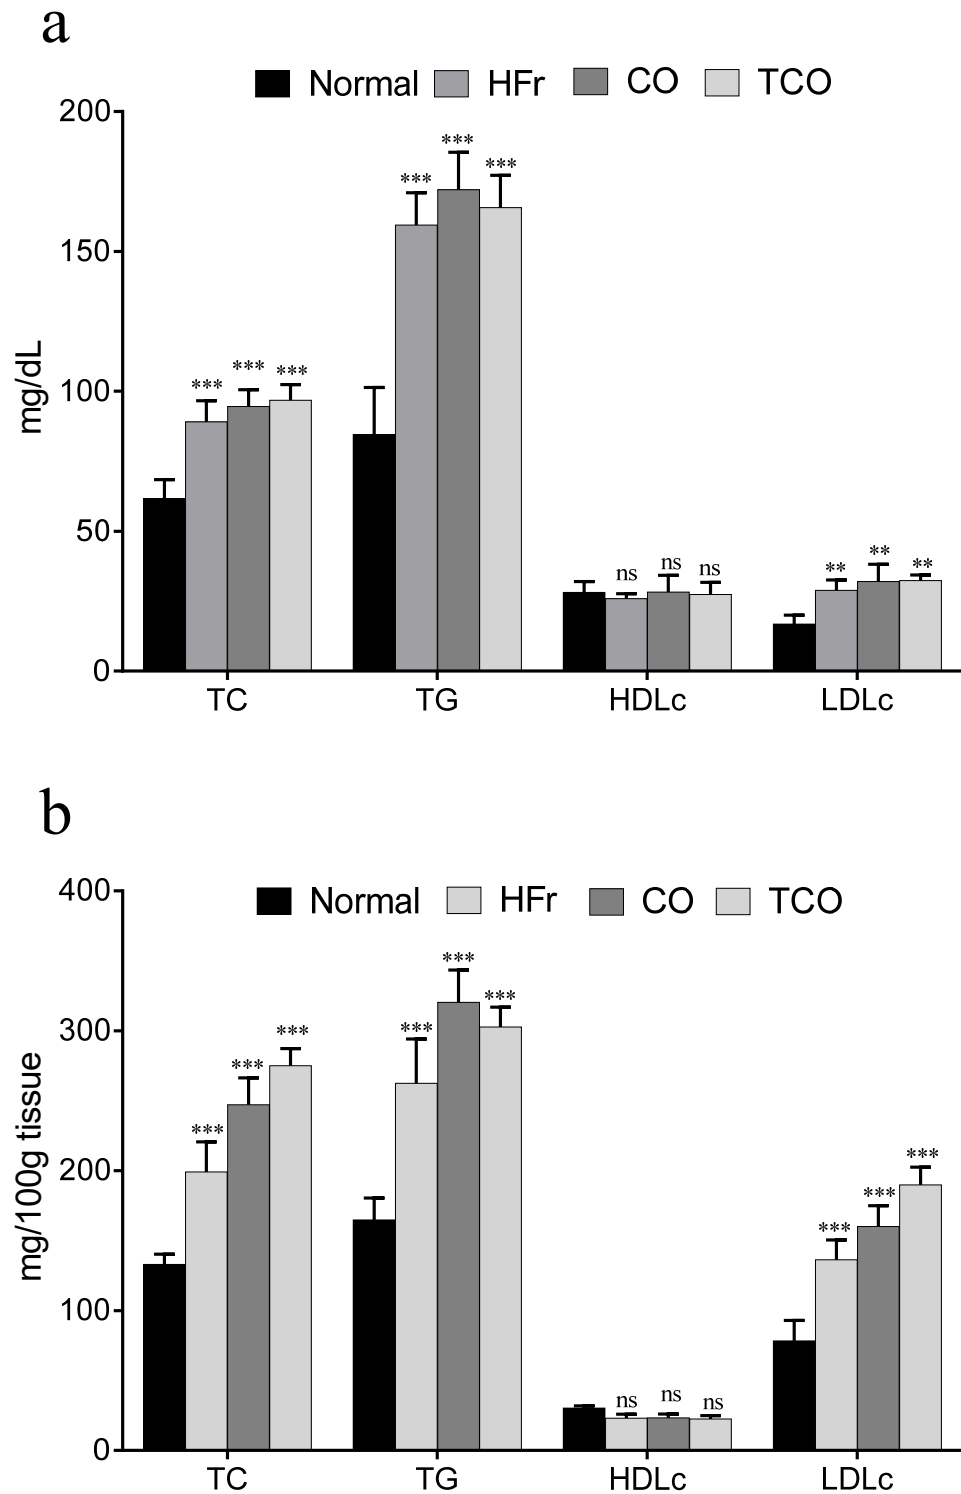 a
Normal HFr CO TCO
200
150
100
50
0
mg/dL
*** *** ***
*** *** ***
ns ns ns
** ** **
TC TG HDLc LDLc
b
Normal HFr CO TCO
400
300
200
100
0
mg/100g tissue
*** *** ***
*** *** ***
ns ns ns
*** *** ***
TC TG HDLc LDLc